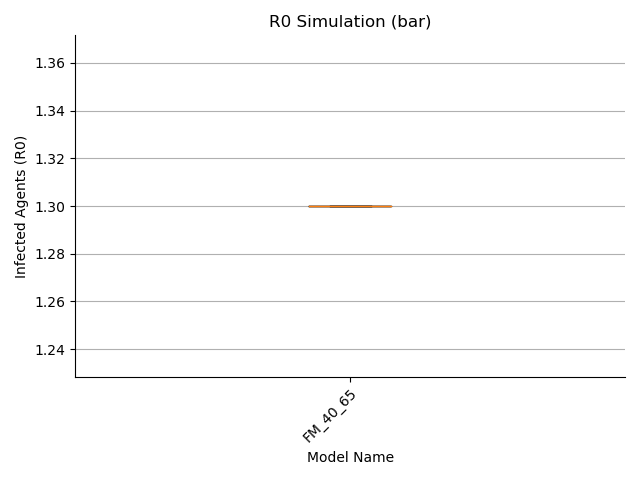 R0 Simulation (bar)
Infected Agents (R0)
1.36
1.34
1.32
1.30
1.28
1.26
1.24
FM_40_65
Model Name